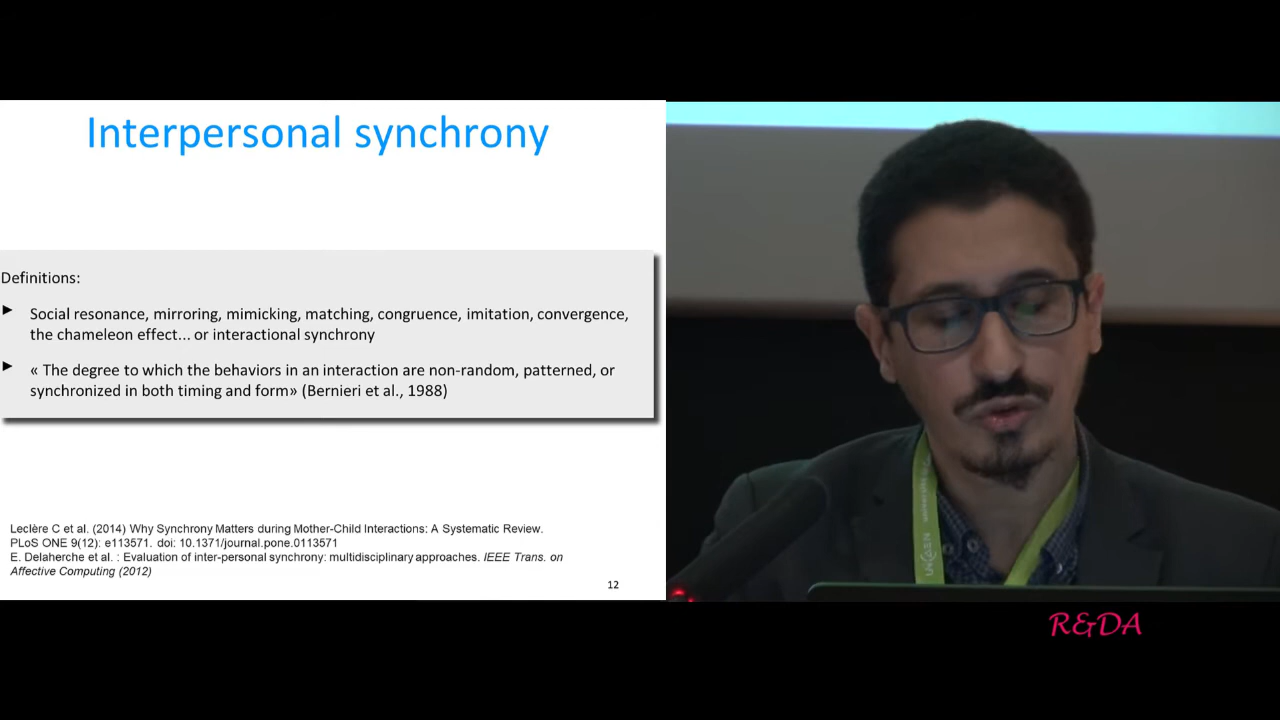 Interpersonal synchrony
Definitions:
► Social resonance, mirroring, mimicking, matching, congruence, imitation, convergence,
the chameleon effect... or interactional synchrony
► « The degree to which the behaviors in an interaction are non-random, patterned, or
synchronized in both timing and form» (Bernieri et al., 1988)
Leclère C et al. (2014) Why Synchrony Matters during Mother-Child Interactions: A Systematic Review.
PLoS ONE 9(12): e113571. doi: 10.1371/journal.pone.0113571
E. Delaherche et al. : Evaluation of inter-personal synchrony: multidisciplinary approaches. IEEE Trans. on
Affective Computing (2012)
12
R&DA